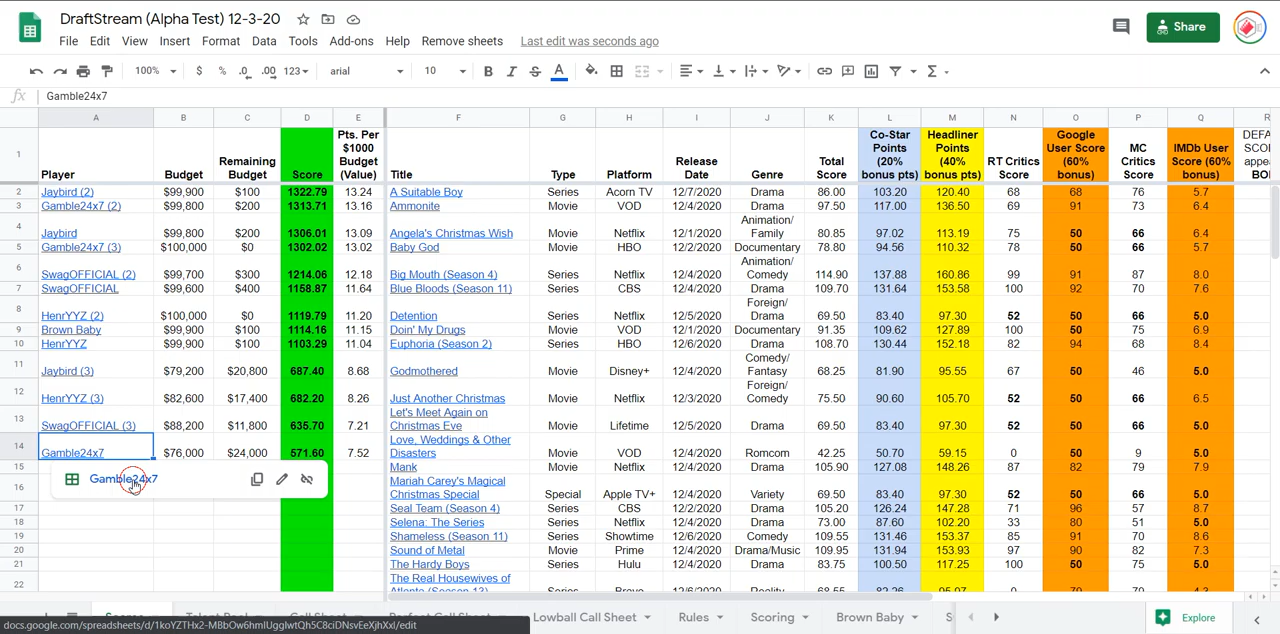 DraftStream (Alpha Test) 12-3-20
File Edit View Insert Format Data Tools Add-ons Help Remove sheets Last edit was seconds ago
Share
100% $ % .0 .00 123 arial 10 B I S A Σ
fx Gamble24x7
A B C D E F G H I J K L M N O P Q R
1 Player Budget Remaining Budget Score Pts. Per $1000 Budget (Value) Title Type Platform Release Date Genre Total Score Co-Star Points (20% bonus pts) Headliner Points (40% bonus pts) RT Critics Score Google User Score (60% bonus) MC Critics Score IMDb User Score (60% bonus)
2 Jaybird (2) $99,900 $100 1322.79 13.24 A Suitable Boy Series Acorn TV 12/7/2020 Drama 86.00 103.20 120.40 68 68 76 5.7
3 Gamble24x7 (2) $99,800 $200 1313.71 13.16 Ammonite Movie VOD 12/4/2020 Drama 97.50 117.00 136.50 69 91 73 6.4
4 Jaybird $99,800 $200 1306.01 13.09 Angela's Christmas Wish Movie Netflix 12/1/2020 Animation/ Family 80.85 97.02 113.19 75 50 66 6.4
5 Gamble24x7 (3) $100,000 $0 1302.02 13.02 Baby God Movie HBO 12/2/2020 Documentary 78.80 94.56 110.32 78 50 66 5.7
6 SwagOFFICIAL (2) $99,700 $300 1214.06 12.18 Big Mouth (Season 4) Series Netflix 12/4/2020 Animation/ Comedy 114.90 137.88 160.86 99 91 87 8.0
7 SwagOFFICIAL $99,600 $400 1158.87 11.64 Blue Bloods (Season 11) Series CBS 12/4/2020 Drama 109.70 131.64 153.58 100 92 70 7.6
8 HenrYYZ (2) $100,000 $0 1119.79 11.20 Detention Series Netflix 12/5/2020 Foreign/ Drama 69.50 83.40 97.30 52 50 66 5.0
9 Brown Baby $99,900 $100 1114.16 11.15 Doin' My Drugs Movie VOD 12/1/2020 Documentary 91.35 109.62 127.89 100 50 75 6.9
10 HenrYYZ $99,900 $100 1103.29 11.04 Euphoria (Season 2) Series HBO 12/6/2020 Drama 108.70 130.44 152.18 82 94 68 8.4
11 Jaybird (3) $79,200 $20,800 687.40 8.68 Godmothered Movie Disney+ 12/4/2020 Comedy/ Fantasy 68.25 81.90 95.55 67 50 46 5.0
12 HenrYYZ (3) $82,600 $17,400 682.20 8.26 Just Another Christmas Movie Netflix 12/3/2020 Foreign/ Comedy 75.50 90.60 105.70 52 50 66 6.5
13 SwagOFFICIAL (3) $88,200 $11,800 635.70 7.21 Let's Meet Again on Christmas Eve Movie Lifetime 12/5/2020 Drama 69.50 83.40 97.30 52 50 66 5.0
14 Gamble24x7 $76,000 $24,000 571.60 7.52 Love, Weddings & Other Disasters Movie VOD 12/4/2020 Romcom 42.25 50.70 59.15 0 50 9 5.0
Gamble24x7
15 Mank Movie Netflix 12/4/2020 Drama 105.90 127.08 148.26 87 82 79 7.9
16 Mariah Carey's Magical Christmas Special Special Apple TV+ 12/4/2020 Variety 69.50 83.40 97.30 52 50 66 5.0
17 Seal Team (Season 4) Series CBS 12/2/2020 Drama 105.20 126.24 147.28 71 96 57 8.7
18 Selena: The Series Series Netflix 12/4/2020 Drama 73.00 87.60 102.20 33 80 51 5.0
19 Shameless (Season 11) Series Showtime 12/6/2020 Comedy 109.55 131.46 153.37 85 91 70 8.6
20 Sound of Metal Movie Prime 12/4/2020 Drama/Music 109.95 131.94 153.93 97 90 82 7.3
21 The Hardy Boys Series Hulu 12/4/2020 Drama 83.75 100.50 117.25 100 50 75 5.0
22 The Real Housewives of
Lowball Call Sheet Rules Scoring Brown Baby Explore
docs.google.com/spreadsheets/d/